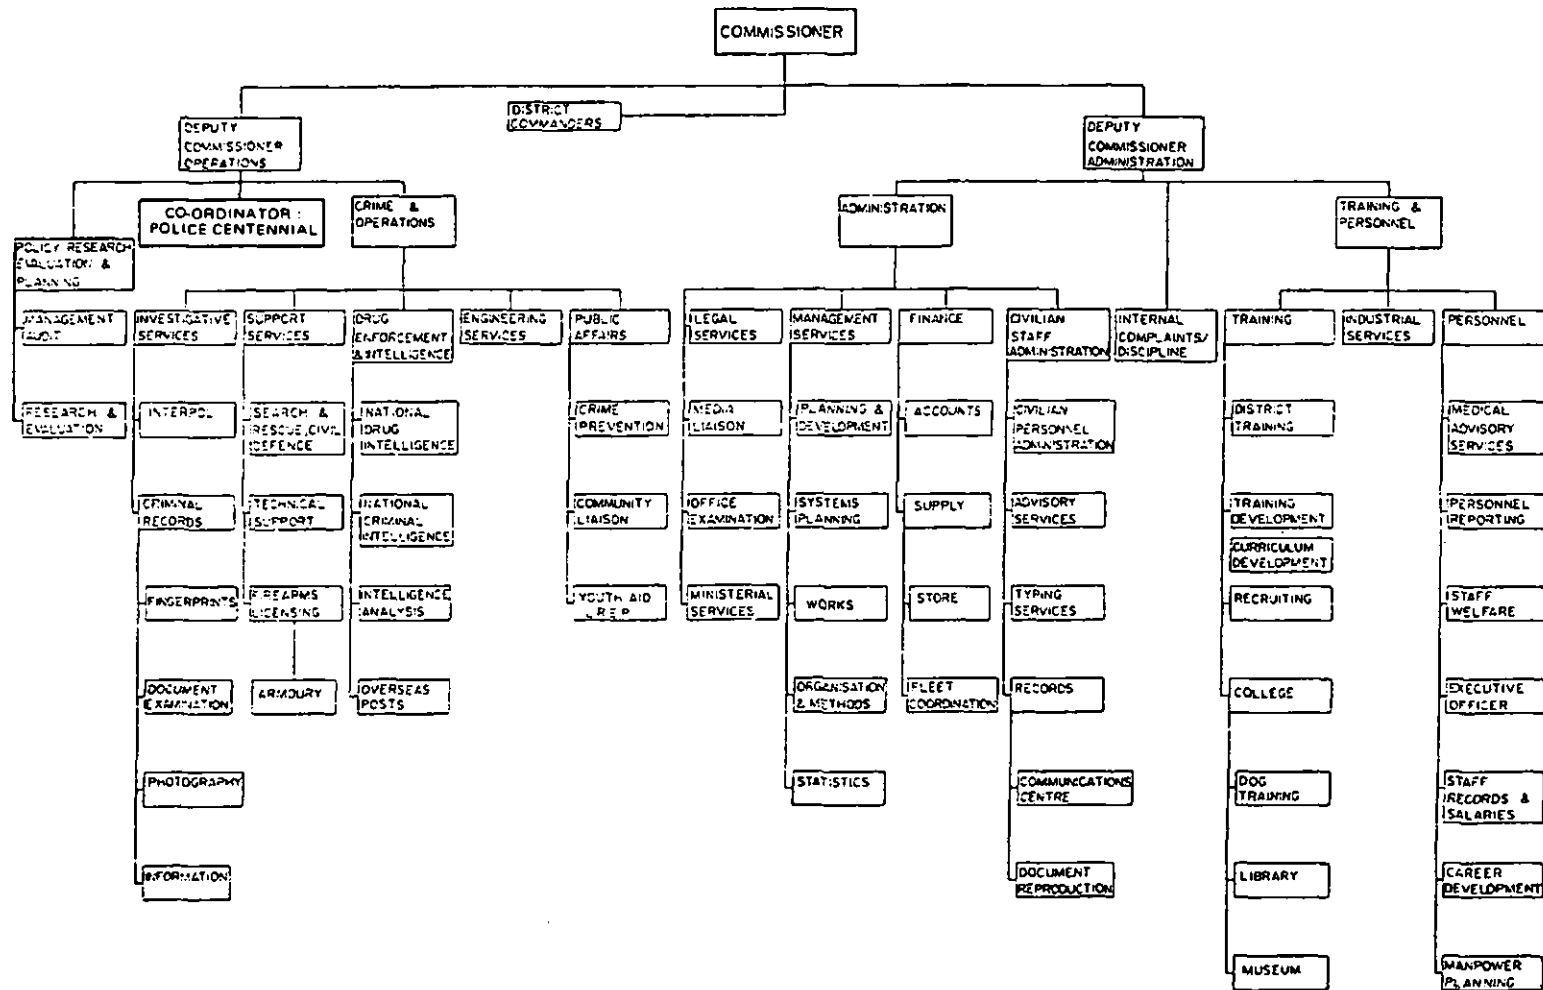 COMMISSIONER
DISTRICT
COMMANDERS
DEPUTY
COMMISSIONER
OPERATIONS
DEPUTY
COMMISSIONER
ADMINISTRATION
CO-ORDINATOR :
POLICE CENTENNIAL
CRIME &
OPERATIONS
ADMINISTRATION
TRAINING &
PERSONNEL
POLICY RESEARCH
EVALUATION &
PLANNING
MANAGEMENT
AUDIT
INVESTIGATIVE
SERVICES
SUPPORT
SERVICES
DRUG
ENFORCEMENT
& INTELLIGENCE
ENGINEERING
SERVICES
PUBLIC
AFFAIRS
LEGAL
SERVICES
MANAGEMENT
SERVICES
FINANCE
CIVILIAN
STAFF
ADMINISTRATION
INTERNAL
COMPLAINTS/
DISCIPLINE
TRAINING
INDUSTRIAL
SERVICES
PERSONNEL
RESEARCH &
EVALUATION
INTERPOL
SEARCH &
RESCUE, CIVIL
DEFENCE
NATIONAL
DRUG
INTELLIGENCE
CRIME
PREVENTION
MEDIA
LIAISON
PLANNING &
DEVELOPMENT
ACCOUNTS
CIVILIAN
PERSONNEL
ADMINISTRATION
DISTRICT
TRAINING
MEDICAL
ADVISORY
SERVICES
CRIMINAL
RECORDS
TECHNICAL
SUPPORT
NATIONAL
CRIMINAL
INTELLIGENCE
COMMUNITY
LIAISON
OFFICE
EXAMINATION
SYSTEMS
PLANNING
SUPPLY
ADVISORY
SERVICES
TRAINING
DEVELOPMENT
CURRICULUM
DEVELOPMENT
PERSONNEL
REPORTING
FINGERPRINTS
FIREARMS
LICENSING
INTELLIGENCE
ANALYSIS
YOUTH AID
L.R.E.P.
MINISTERIAL
SERVICES
WORKS
STORE
TYPING
SERVICES
RECRUITING
STAFF
WELFARE
DOCUMENT
EXAMINATION
ARMOURY
OVERSEAS
POSTS
ORGANISATION
& METHODS
FLEET
COORDINATION
RECORDS
COLLEGE
EXECUTIVE
OFFICER
PHOTOGRAPHY
STATISTICS
COMMUNICATIONS
CENTRE
DOG
TRAINING
STAFF
RECORDS &
SALARIES
INFORMATION
DOCUMENT
REPRODUCTION
LIBRARY
CAREER
DEVELOPMENT
MUSEUM
MANPOWER
PLANNING